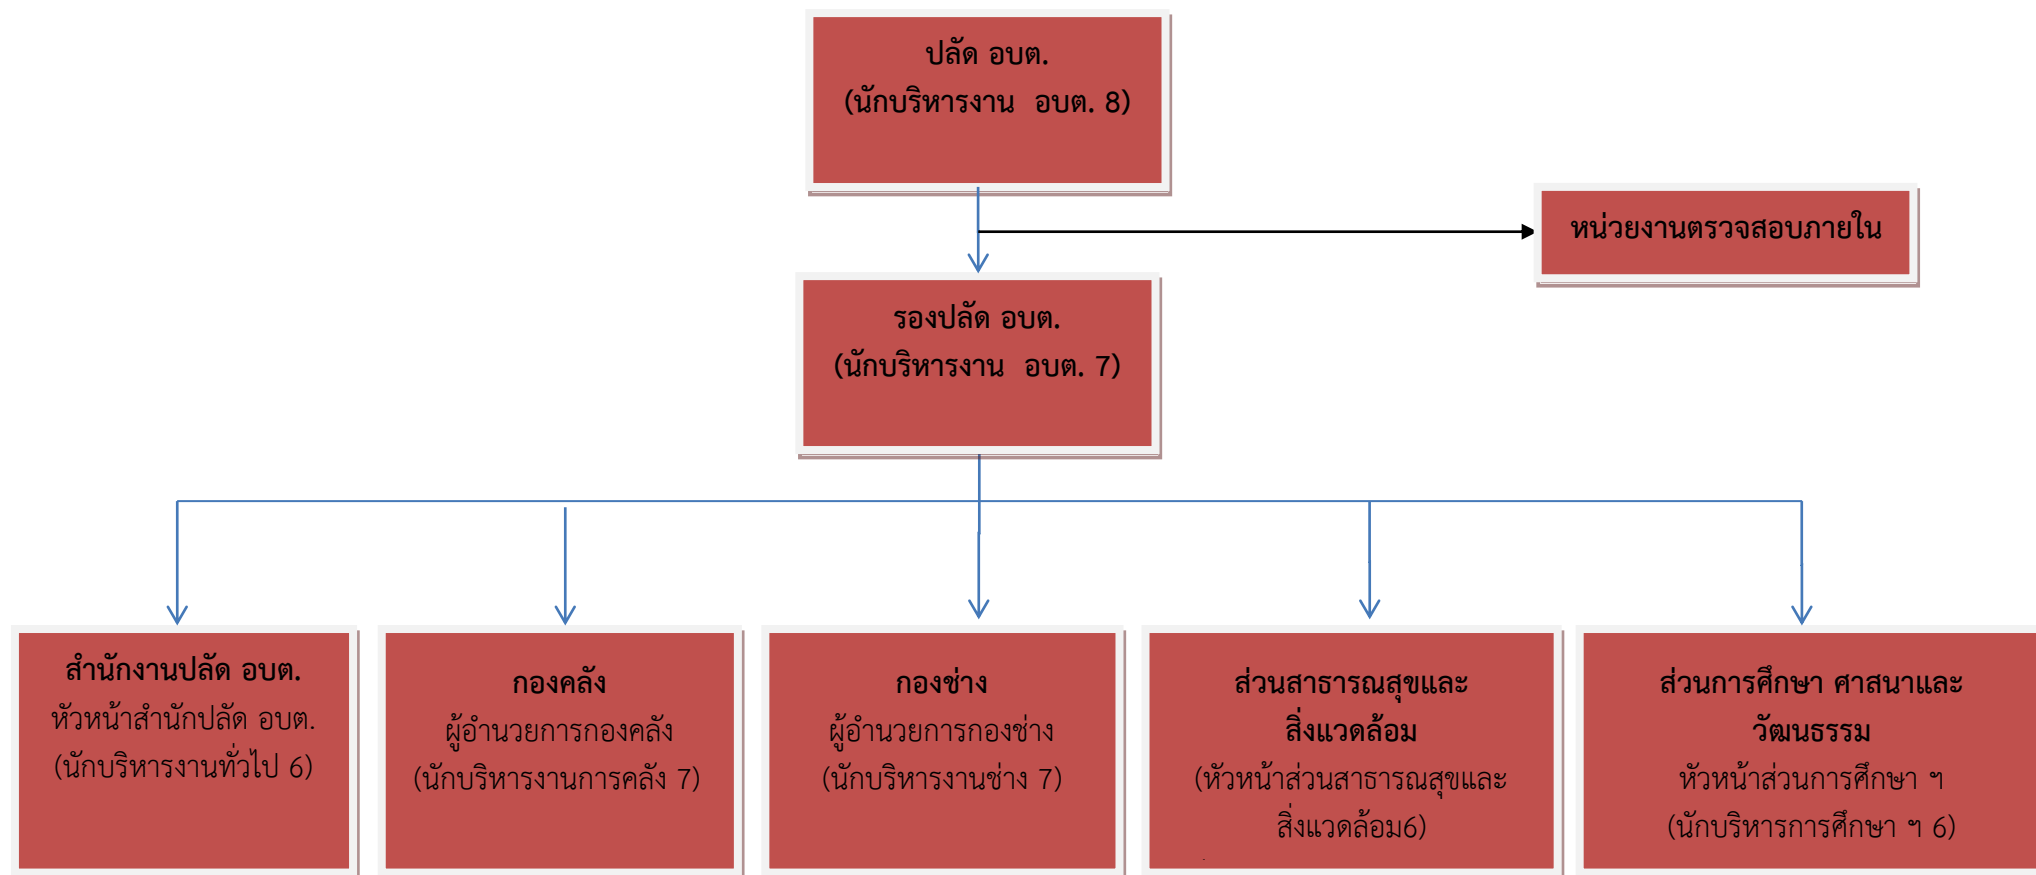 ปลัด อบต.
(นักบริหารงาน  อบต. 8)
หน่วยงานตรวจสอบภายใน
รองปลัด อบต.
(นักบริหารงาน  อบต. 7)
สำนักงานปลัด อบต.
หัวหน้าสำนักปลัด อบต.
(นักบริหารงานทั่วไป 6)
กองคลัง
ผู้อำนวยการกองคลัง
(นักบริหารงานการคลัง 7)
กองช่าง
ผู้อำนวยการกองช่าง
(นักบริหารงานช่าง 7)
ส่วนสาธารณสุขและ
สิ่งแวดล้อม
(หัวหน้าส่วนสาธารณสุขและ
สิ่งแวดล้อม6)
ส่วนการศึกษา ศาสนาและ
วัฒนธรรม
หัวหน้าส่วนการศึกษา ฯ
(นักบริหารการศึกษา ฯ 6)